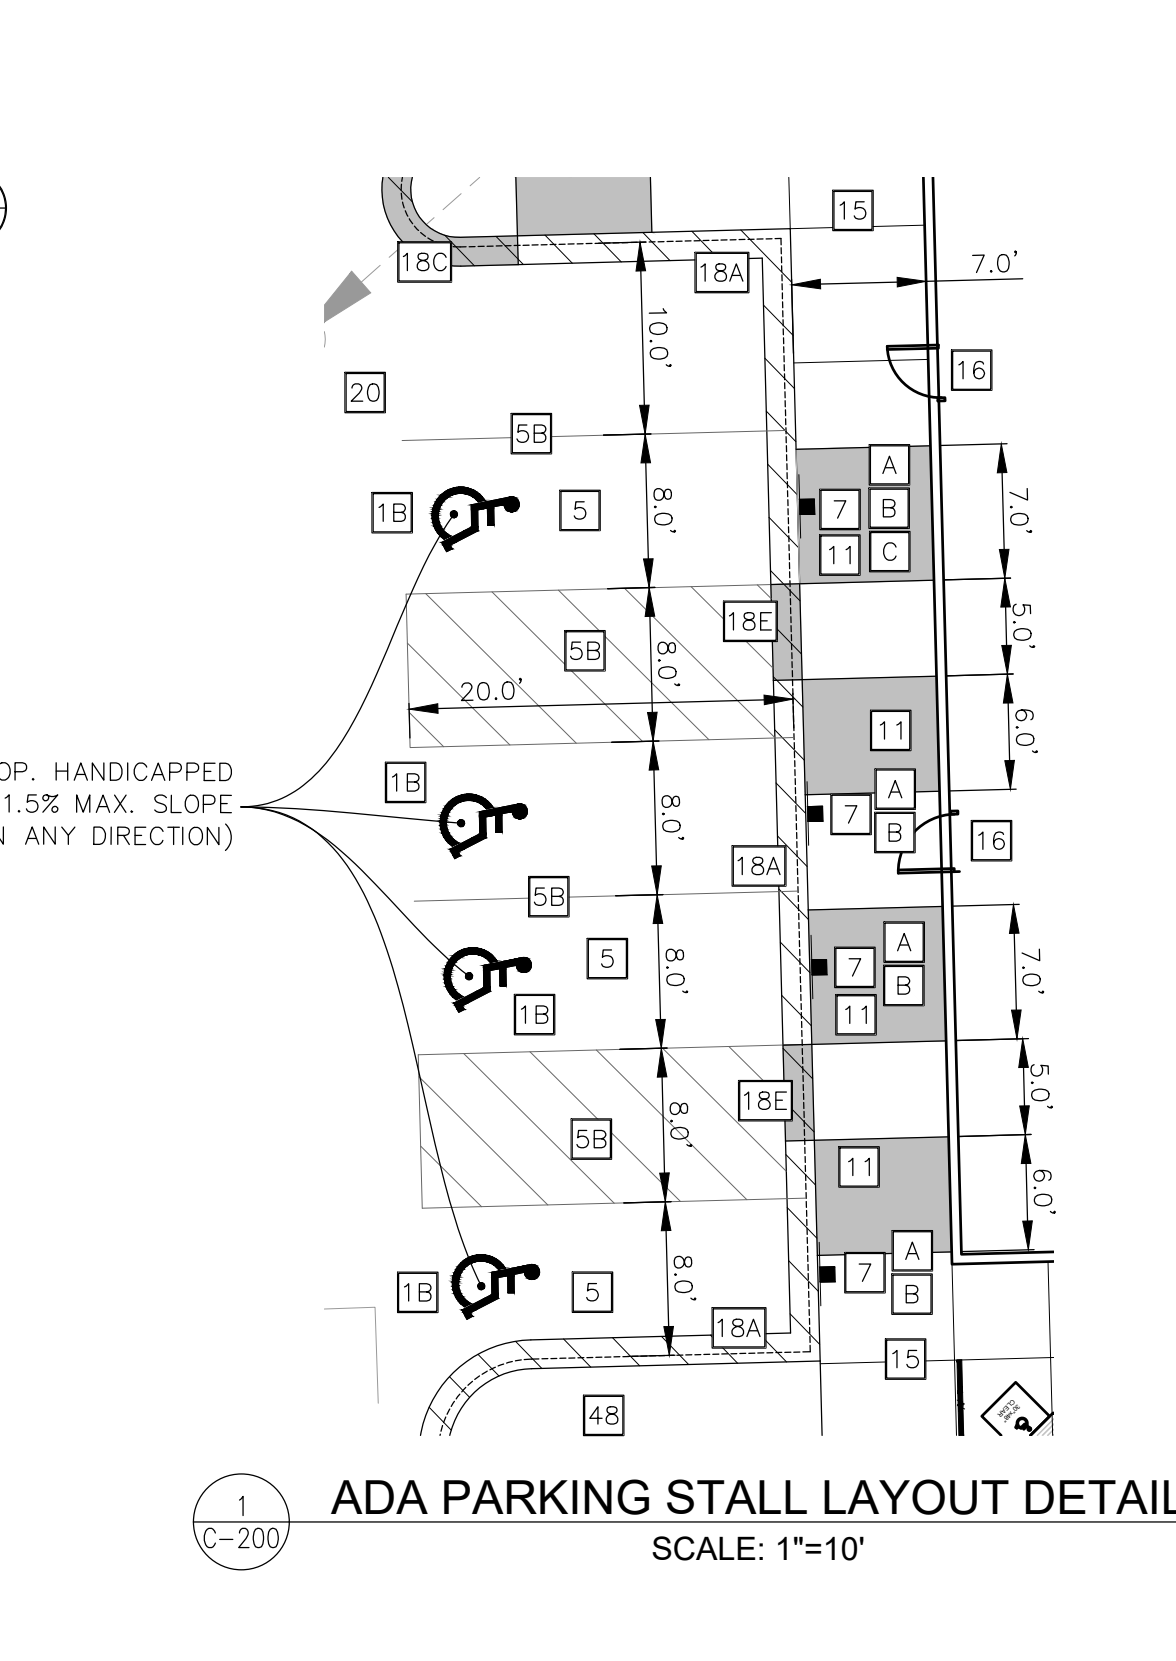 15
7.0'
18C
18A
10.0'
16
20
5B
A
7.0'
1B
5
8.0'
7
B
11
C
5.0'
18E
5B
8.0'
20.0'
11
6.0'
OP. HANDICAPPED
1B
A
1.5% MAX. SLOPE
8.0'
7
ANY DIRECTION)
B
16
18A
5B
A
5
8.0'
7
7.0'
B
1B
11
5.0'
18E
8.0'
5B
11
6.0'
A
8.0'
7
1B
5
B
18A
15
30"x48"
CLEAR
48
1
C-200
ADA PARKING STALL LAYOUT DETAIL
SCALE: 1"=10'